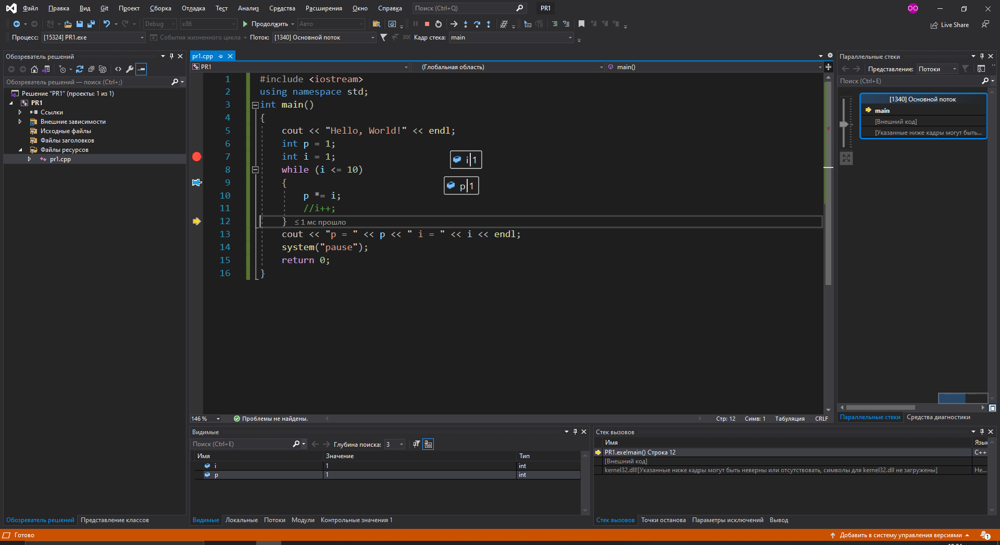 Файл Правка Вид Git Проект Сборка Отладка Тест Анализ Средства Расширения Окно Справка Поиск (Ctrl+Q) PR1 OO
Debug x86 Продолжить Авто Live Share
Процесс: [15324] PR1.exe События жизненного цикла Поток: [1340] Основной поток Кадр стека: main
Обозреватель решений
Обозреватель решений — поиск (Ctrl+;)
Решение "PR1" (проекты: 1 из 1)
PR1
Ссылки
Внешние зависимости
Исходные файлы
Файлы заголовков
Файлы ресурсов
pr1.cpp
Обозреватель решений Представление классов
pr1.cpp
PR1 (Глобальная область) main()
1 #include <iostream>
2 using namespace std;
3 int main()
4 {
5 cout << "Hello, World!" << endl;
6 int p = 1;
7 int i = 1;
i 1
8 while (i <= 10)
9 {
p 1
10 p *= i;
11 //i++;
12 } ≤ 1 мс прошло
13 cout << "p = " << p << " i = " << i << endl;
14 system("pause");
15 return 0;
16 }
146 % Проблемы не найдены. Стр: 12 Симв: 1 Табуляция CRLF
Параллельные стеки
Представление: Потоки
Поиск (Ctrl+E)
[1340] Основной поток
main
[Внешний код]
[Указанные ниже кадры могут быть...
Параллельные стеки Средства диагностики
Видимые
Поиск (Ctrl+E) Глубина поиска: 3
Имя Значение Тип
i 1 int
p 1 int
Видимые Локальные Потоки Модули Контрольные значения 1
Стек вызовов
Имя Язык
PR1.exe!main() Строка 12 C++
[Внешний код]
kernel32.dll![Указанные ниже кадры могут быть неверны или отсутствовать, символы для kernel32.dll не загружены] Не...
Стек вызовов Точки останова Параметры исключений Вывод
Готово Добавить в систему управления версиями 1